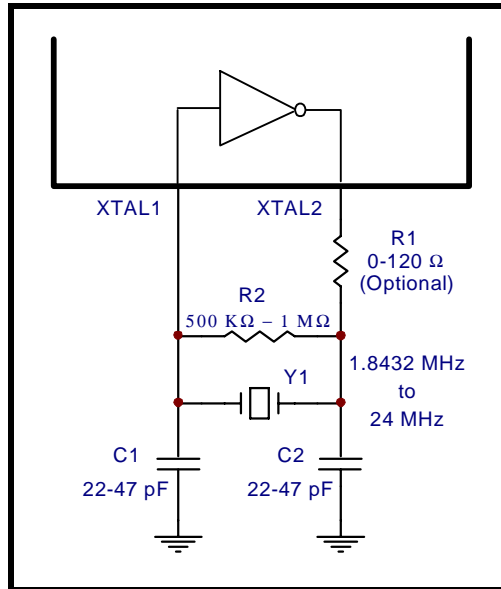 XTAL1
XTAL2
R1
0-120 Ω
(Optional)
R2
500 KΩ – 1 MΩ
Y1
1.8432 MHz
to
24 MHz
C1
22-47 pF
C2
22-47 pF